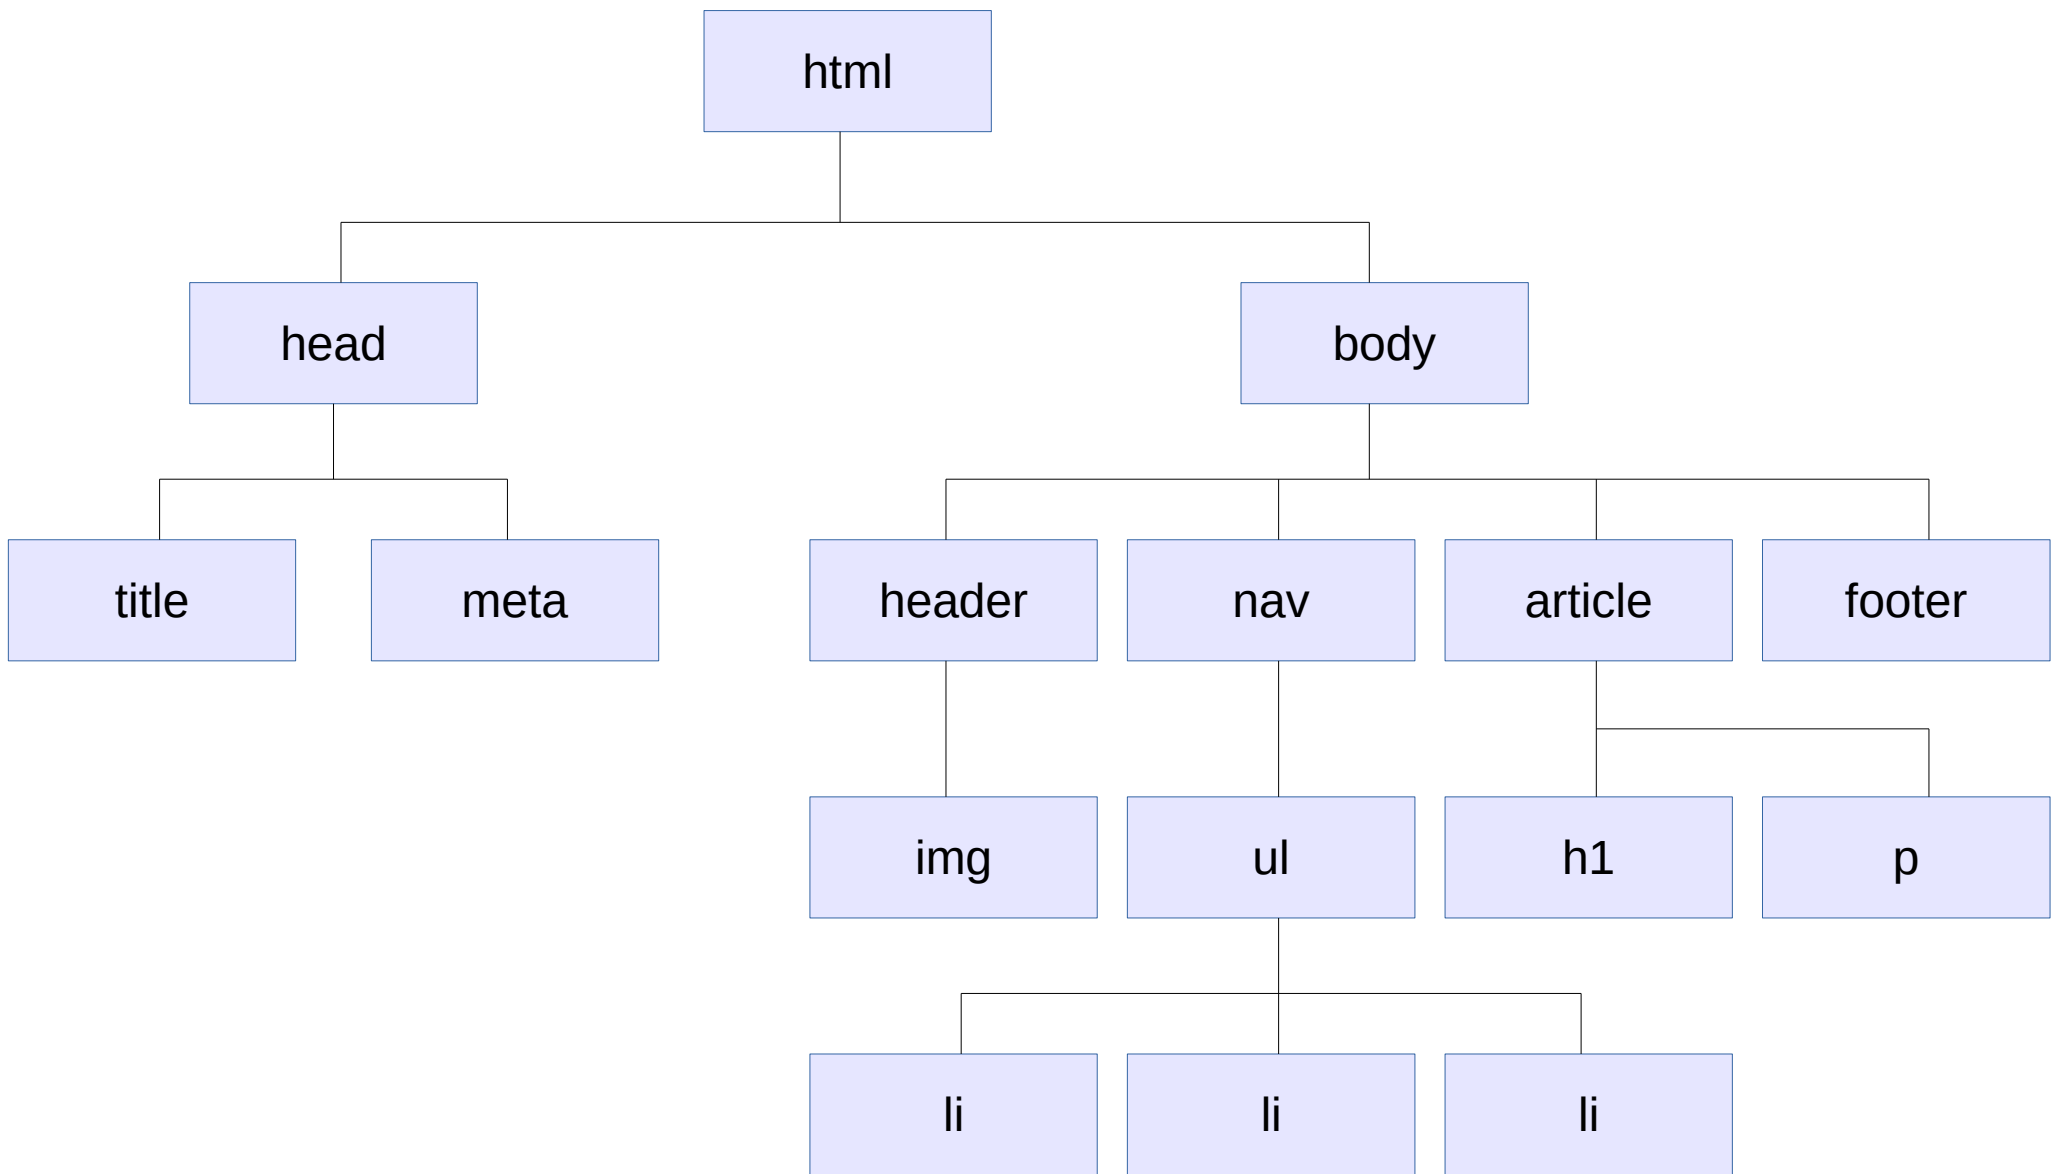 html
head
body
title
meta
header
nav
article
footer
img
ul
h1
p
li
li
li